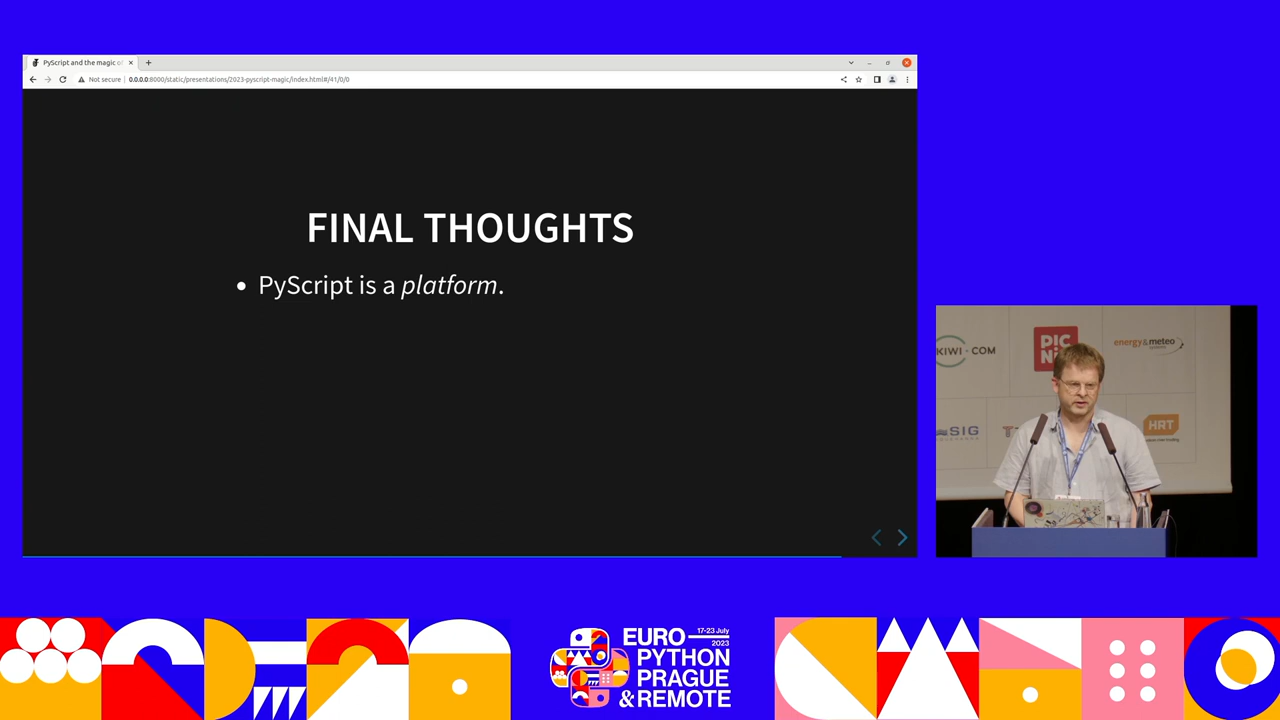 PyScript and the magic of
Not secure
0.0.0.0:8000/static/presentations/2023-pyscript-magic/index.html#/41/0/0
FINAL THOUGHTS
• PyScript is a platform.
KIWI-COM
PIC
energy&meteo
SIG
HRT
EURO
17-23 July
2023
PYTHON
PRAGUE
& REMOTE